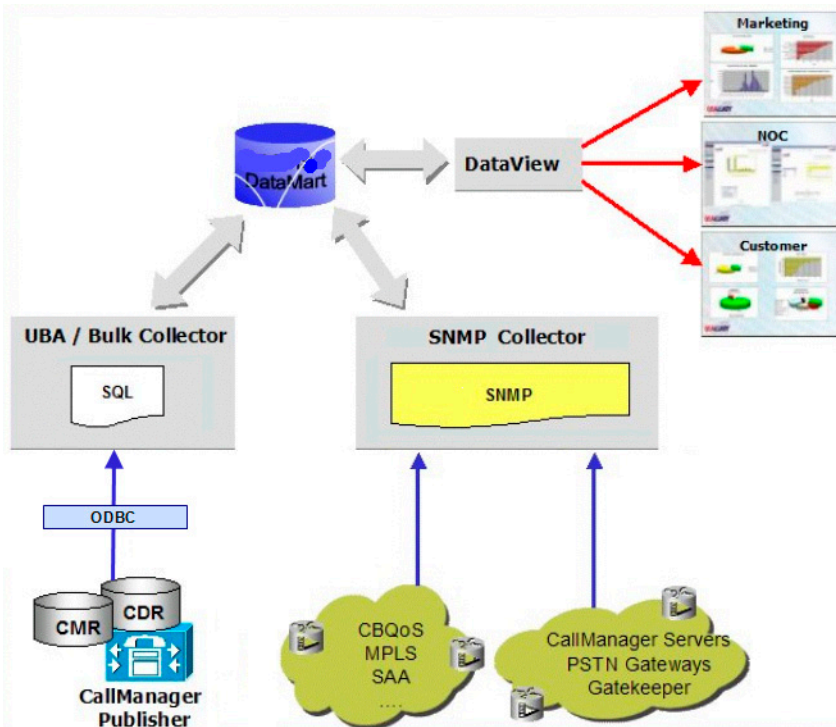 Marketing
NOC
DataMart
DataView
Customer
UBA / Bulk Collector
SQL
SNMP Collector
SNMP
ODBC
CMR
CDR
CallManager
Publisher
CBQoS
MPLS
SAA
....
CallManager Servers
PSTN Gateways
Gatekeeper